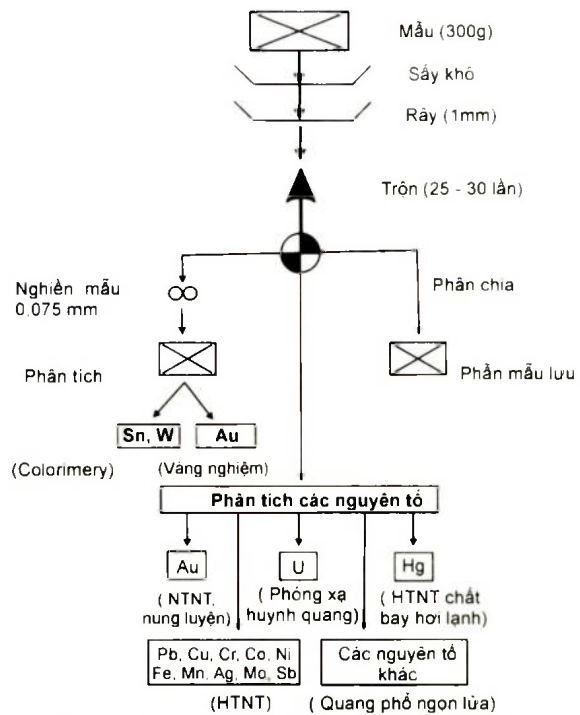 Mẫu (300g)
Sấy khó
Rây (1mm)
Trộn (25 - 30 lần)
Nghiền mẫu
0,075 mm
Phân chia
Phân tích
Phần mẫu lưu
Sn, W
Au
(Colorimery)
(Vàng nghiệm)
Phân tích các nguyên tố
Au
U
Hg
( NTNT,
nung luyện)
( Phóng xạ
huynh quang)
( HTNT chất
bay hơi lạnh)
Pb, Cu, Cr, Co, Ni
Fe, Mn, Ag, Mo, Sb
Các nguyên tố
khác
(HTNT)
( Quang phổ ngọn lửa)